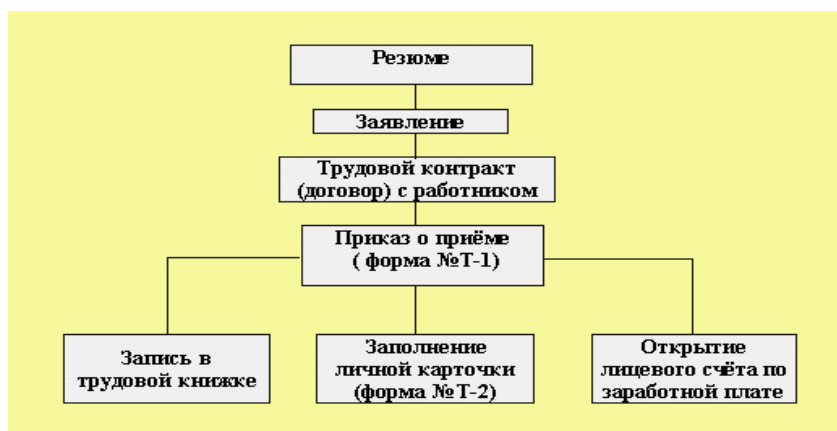 Резюме
Заявление
Трудовой контракт
(договор) с работником
Приказ о приёме
( форма №Т-1)
Запись в
трудовой книжке
Заполнение
личной карточки
(форма №Т-2)
Открытие
лицевого счёта по
заработной плате